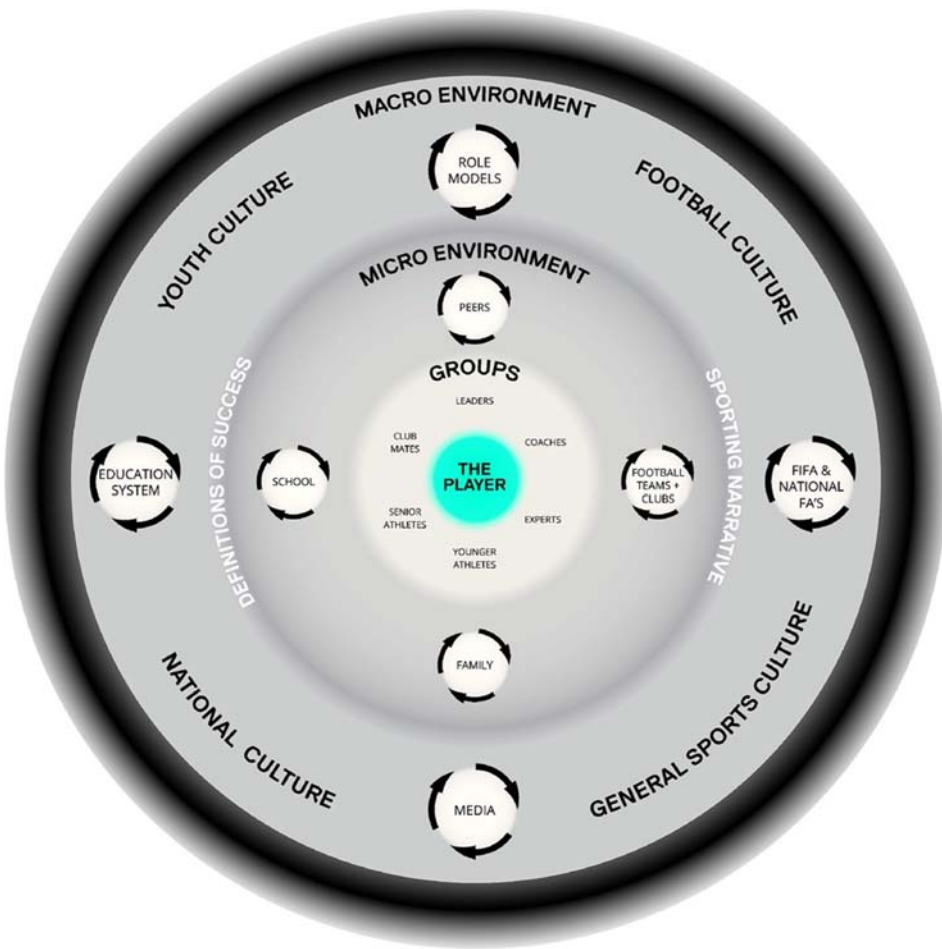 MACRO ENVIRONMENT
ROLE
MODELS
YOUTH CULTURE
FOOTBALL CULTURE
MICRO ENVIRONMENT
PEERS
GROUPS
LEADERS
CLUB
MATES
COACHES
DEFINITIONS OF SUCCESS
SPORTING NARRATIVE
EDUCATION
SYSTEM
SCHOOL
THE
PLAYER
FOOTBALL
TEAMS +
CLUBS
FIFA &
NATIONAL
FA'S
SENIOR
ATHLETES
EXPERTS
YOUNGER
ATHLETES
FAMILY
NATIONAL CULTURE
GENERAL SPORTS CULTURE
MEDIA